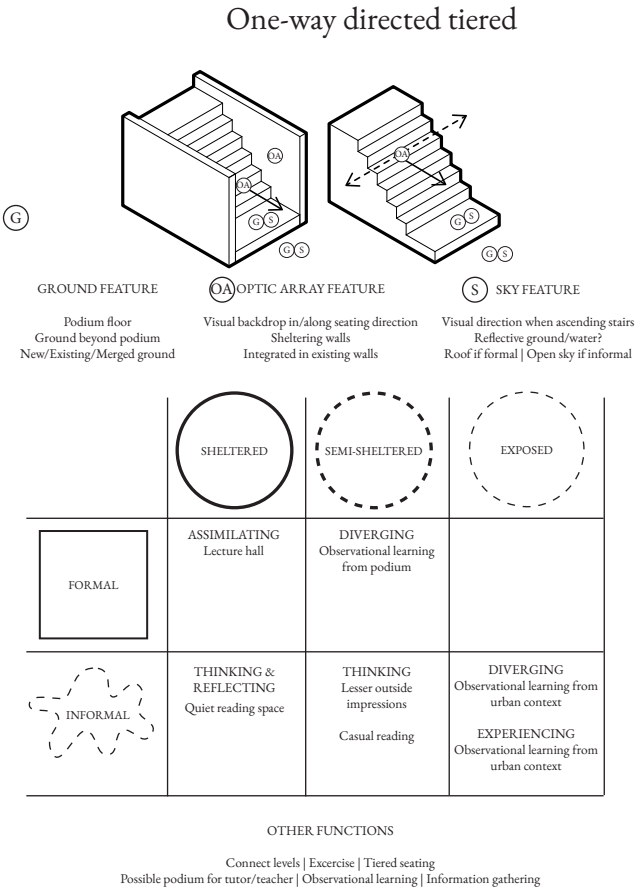 One-way directed tiered
OA
OA
G S
G S
OA
G S
G S
G
GROUND FEATURE
Podium floor
Ground beyond podium
New/Existing/Merged ground
OA OPTIC ARRAY FEATURE
Visual backdrop in/along seating direction
Sheltering walls
Integrated in existing walls
S SKY FEATURE
Visual direction when ascending stairs
Reflective ground/water?
Roof if formal | Open sky if informal
SHELTERED
SEMI-SHELTERED
EXPOSED
FORMAL
ASSIMILATING
Lecture hall
DIVERGING
Observational learning
from podium
INFORMAL
THINKING &
REFLECTING
Quiet reading space
THINKING
Lesser outside
impressions
Casual reading
DIVERGING
Observational learning from
urban context
EXPERIENCING
Observational learning from
urban context
OTHER FUNCTIONS
Connect levels | Excercise | Tiered seating
Possible podium for tutor/teacher | Observational learning | Information gathering